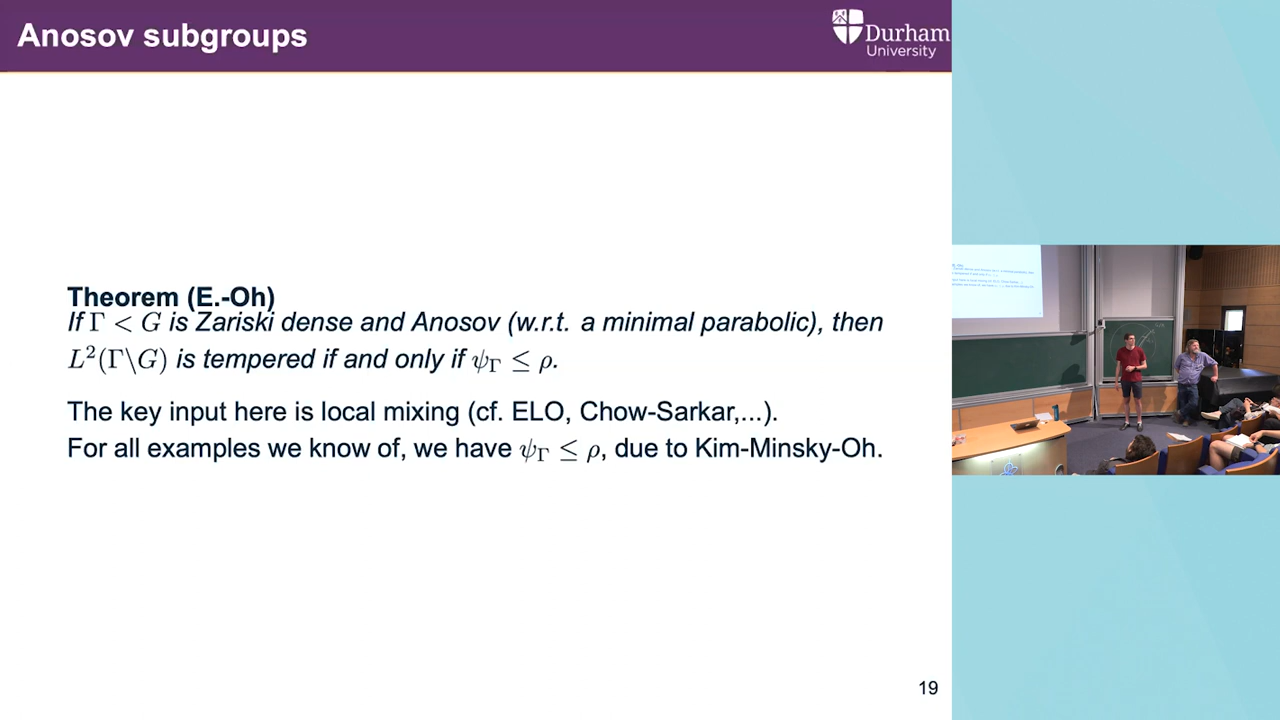 Anosov subgroups
Durham
University
Theorem (E.-Oh)
If Γ < G is Zariski dense and Anosov (w.r.t. a minimal parabolic), then
L²(Γ\G) is tempered if and only if ψ_Γ ≤ ρ.
The key input here is local mixing (cf. ELO, Chow-Sarkar,...).
For all examples we know of, we have ψ_Γ ≤ ρ, due to Kim-Minsky-Oh.
19